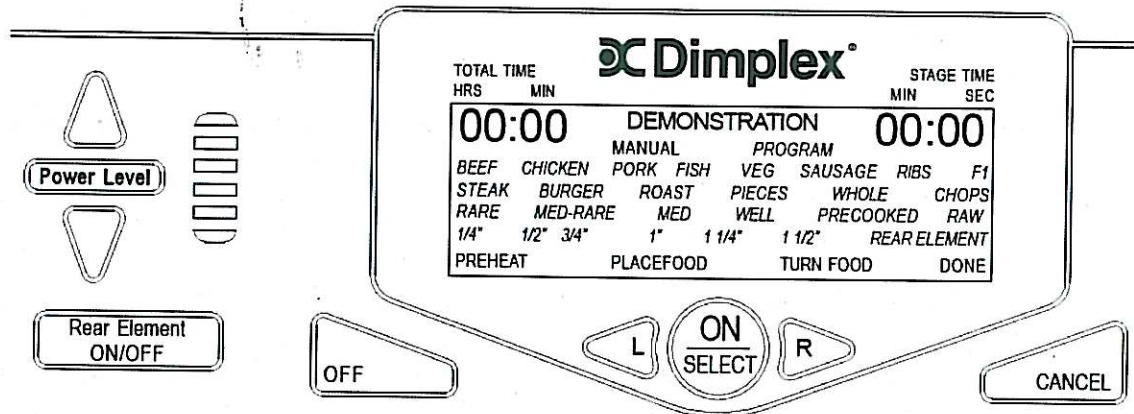 Dimplex
TOTAL TIME STAGE TIME
HRS MIN MIN SEC
00:00 DEMONSTRATION 00:00
MANUAL PROGRAM
BEEF CHICKEN PORK FISH VEG SAUSAGE RIBS F1
STEAK BURGER ROAST PIECES WHOLE CHOPS
RARE MED-RARE MED WELL PRECOOKED RAW
1/4" 1/2" 3/4" 1" 1 1/4" 1 1/2" REAR ELEMENT
PREHEAT PLACEFOOD TURN FOOD DONE
Power Level
Rear Element
ON/OFF
OFF
L
ON
SELECT
R
CANCEL